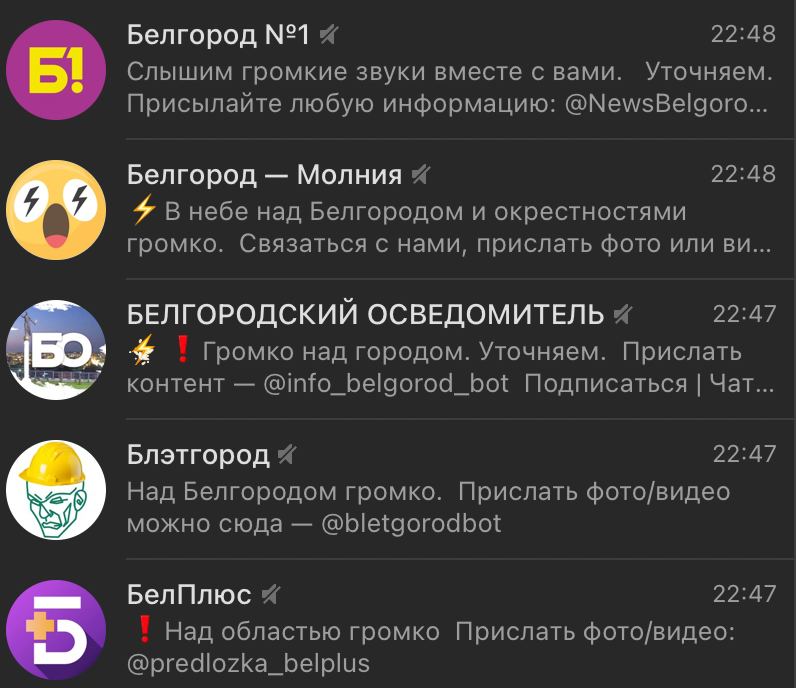 Б!
Белгород №1 22:48
Слышим громкие звуки вместе с вами. Уточняем.
Присылайте любую информацию: @NewsBelgoro...
Белгород — Молния 22:48
⚡ В небе над Белгородом и окрестностями
громко. Связаться с нами, прислать фото или ви...
БО
БЕЛГОРОДСКИЙ ОСВЕДОМИТЕЛЬ 22:47
⚡❗ Громко над городом. Уточняем. Прислать
контент — @info_belgorod_bot Подписаться | Чат...
Блэтгород 22:47
Над Белгородом громко. Прислать фото/видео
можно сюда — @bletgorodbot
Б
БелПлюс 22:47
❗ Над областью громко Прислать фото/видео:
@predlozka_belplus